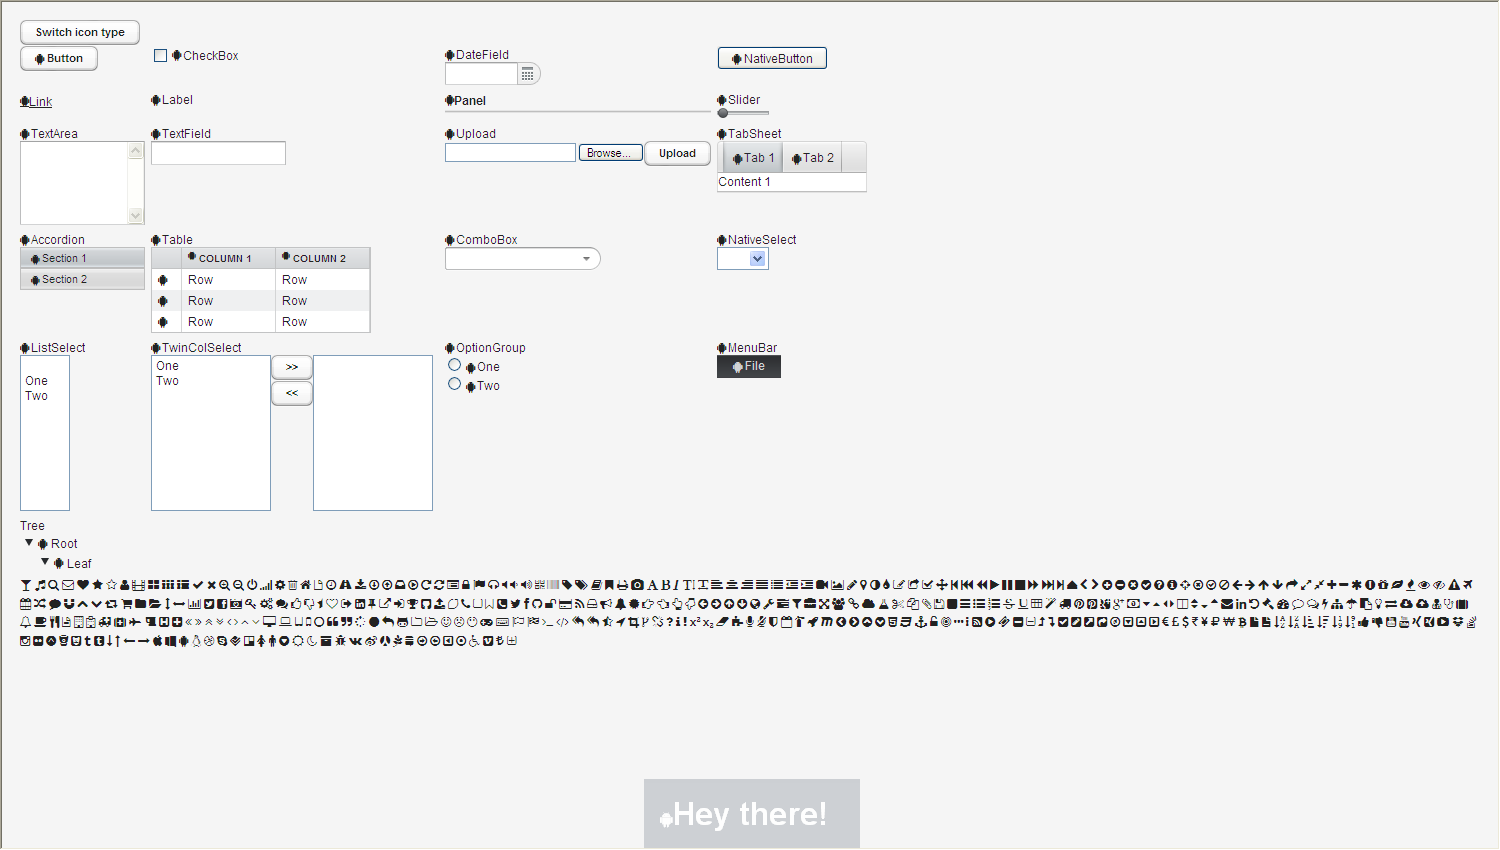 Switch icon type
Button CheckBox DateField NativeButton
Link Label Panel Slider
TextArea TextField Upload TabSheet
Browse... Upload Tab 1 Tab 2
Content 1
Accordion Table ComboBox NativeSelect
Section 1 COLUMN 1 COLUMN 2
Section 2 Row Row
Row Row
Row Row
ListSelect TwinColSelect OptionGroup MenuBar
One >> One File
One Two Two
Two <<
Tree
Root
Leaf
Hey there!